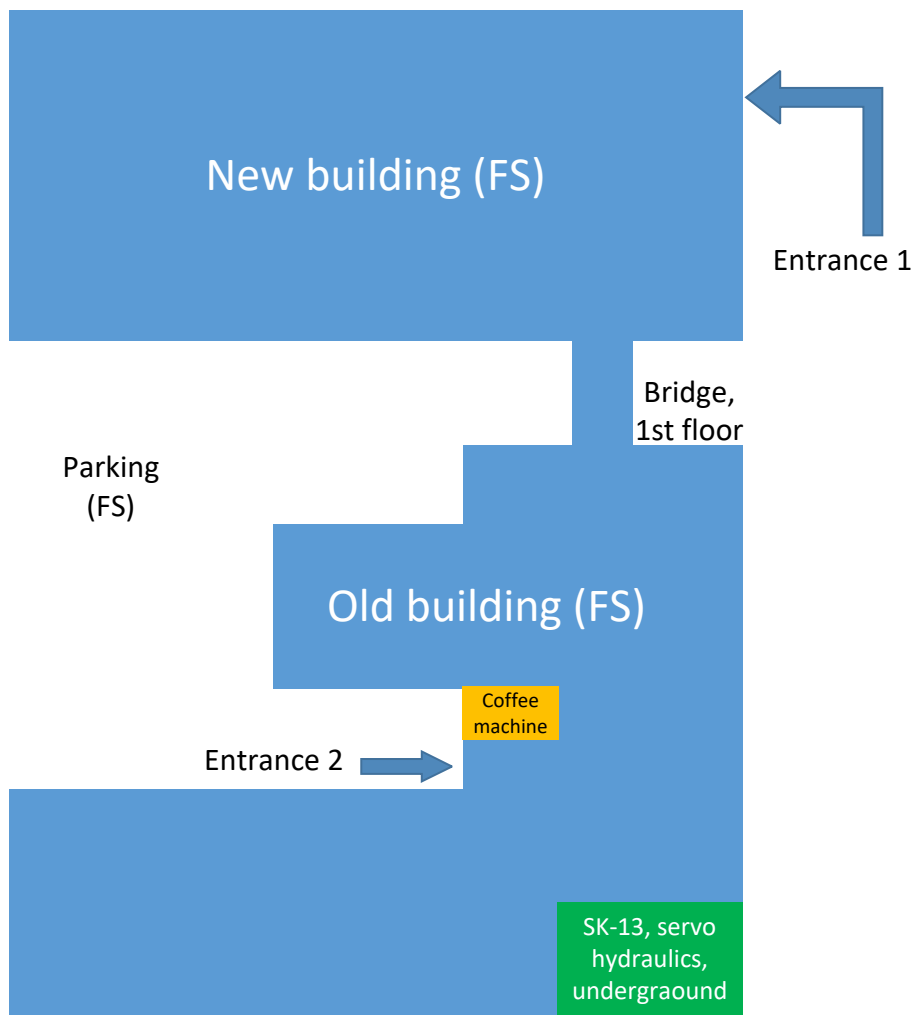 New building (FS)
Entrance 1
Bridge,
1st floor
Parking
(FS)
Old building (FS)
Coffee
machine
Entrance 2
SK-13, servo
hydraulics,
undergraound